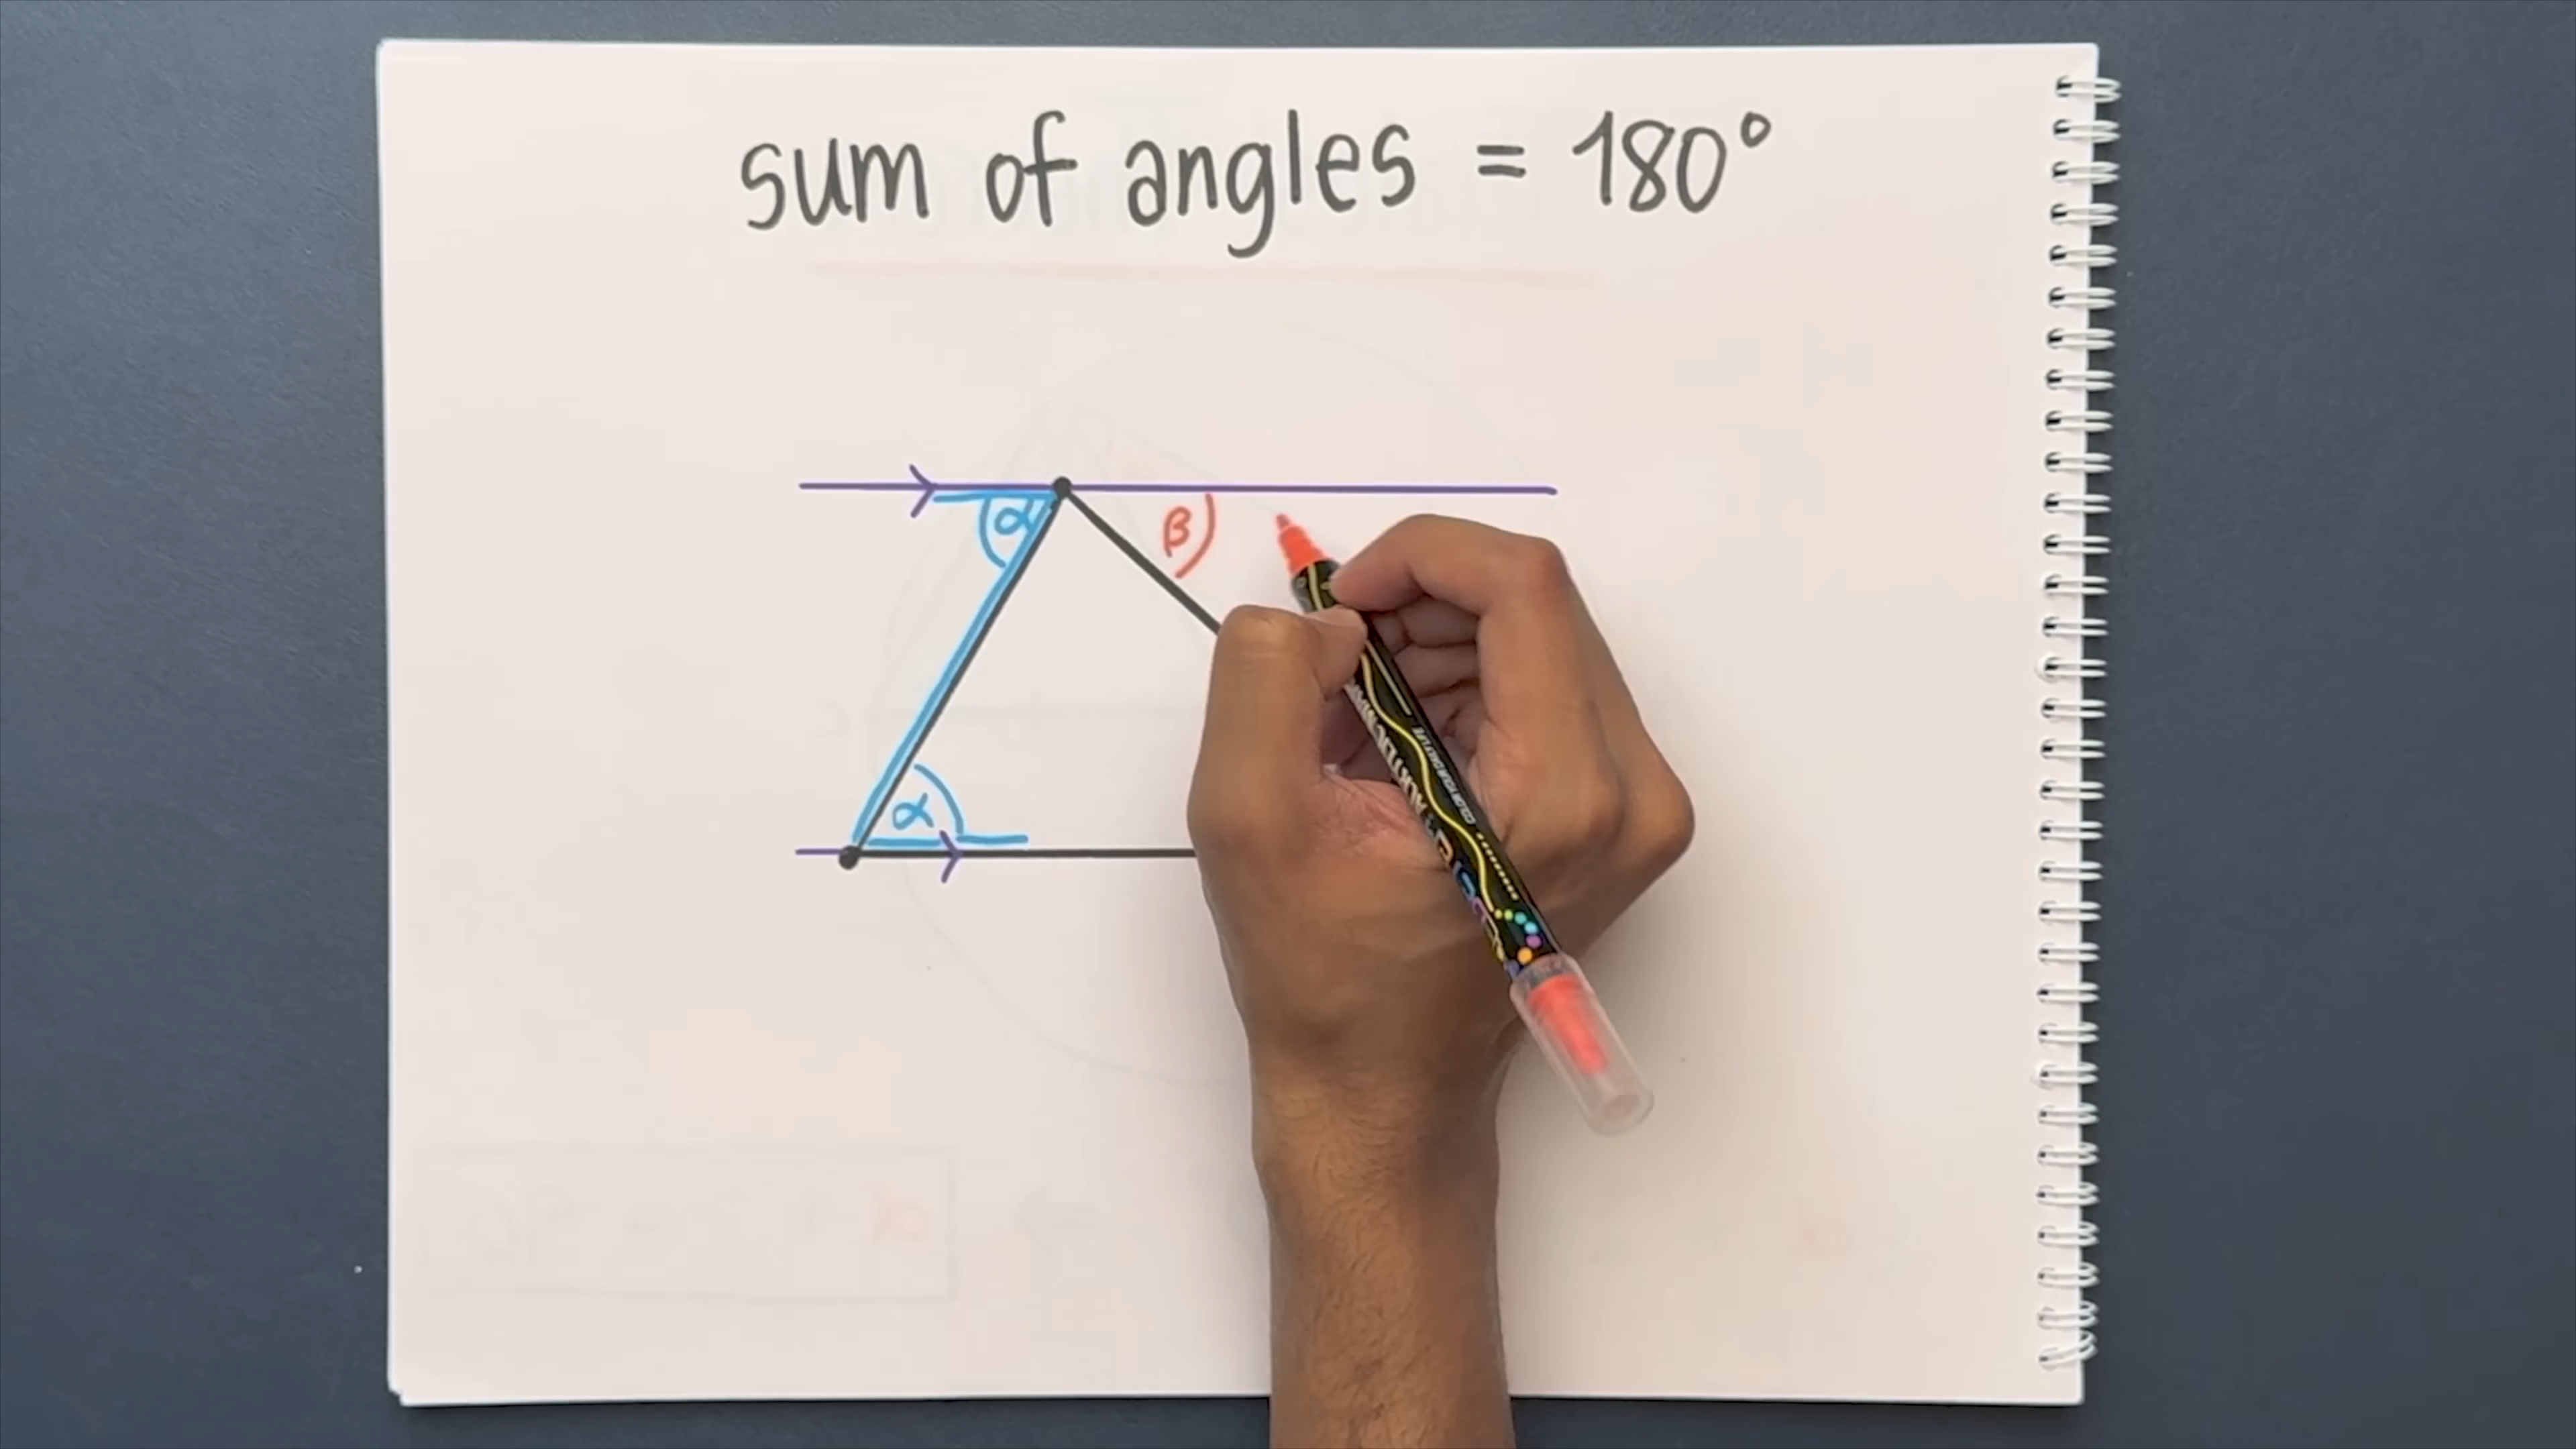 sum of angles = 180°
α
β
α